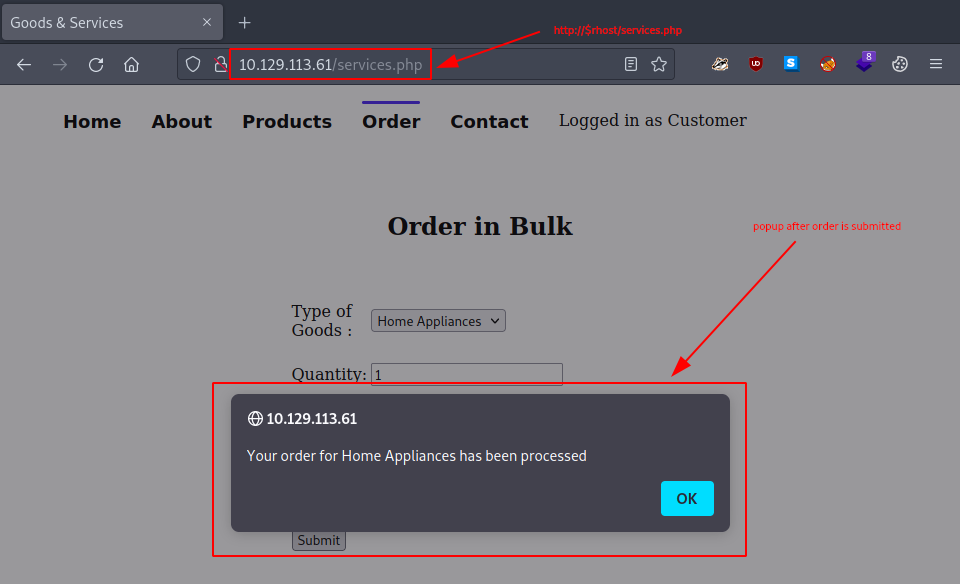 Goods & Services
http://$rhost/services.php
10.129.113.61/services.php
UD
S
8
Home About Products Order Contact Logged in as Customer
Order in Bulk
popup after order is submitted
Type of
Goods :
Home Appliances
Quantity: 1
10.129.113.61
Your order for Home Appliances has been processed
OK
Submit